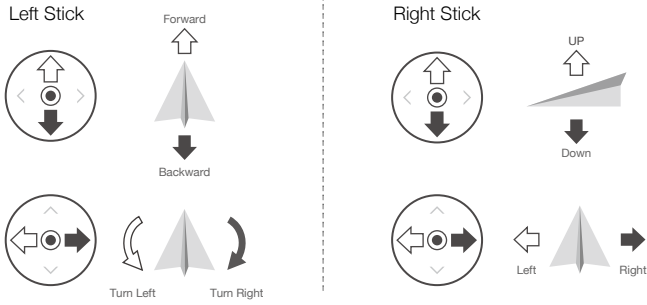 Left Stick
Forward
Backward
Turn Left
Turn Right
Right Stick
UP
Down
Left
Right